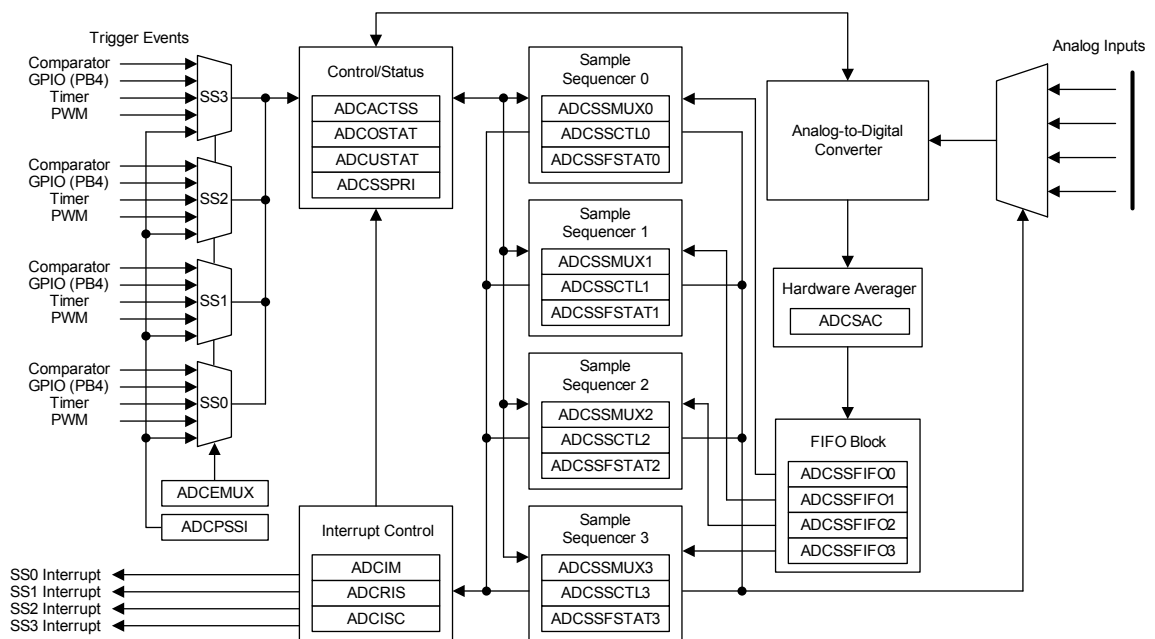 Trigger Events
Comparator
GPIO (PB4)
Timer
PWM
SS3
Comparator
GPIO (PB4)
Timer
PWM
SS2
Comparator
GPIO (PB4)
Timer
PWM
SS1
Comparator
GPIO (PB4)
Timer
PWM
SS0
ADCEMUX
ADCPSSI
Control/Status
ADCACTSS
ADCOSTAT
ADCUSTAT
ADCSSPRI
Interrupt Control
ADCIM
ADCRIS
ADCISC
SS0 Interrupt
SS1 Interrupt
SS2 Interrupt
SS3 Interrupt
Sample
Sequencer 0
ADCSSMUX0
ADCSSCTL0
ADCSSFSTAT0
Sample
Sequencer 1
ADCSSMUX1
ADCSSCTL1
ADCSSFSTAT1
Sample
Sequencer 2
ADCSSMUX2
ADCSSCTL2
ADCSSFSTAT2
Sample
Sequencer 3
ADCSSMUX3
ADCSSCTL3
ADCSSFSTAT3
Analog-to-Digital
Converter
Hardware Averager
ADCSAC
FIFO Block
ADCSSFIFO0
ADCSSFIFO1
ADCSSFIFO2
ADCSSFIFO3
Analog Inputs